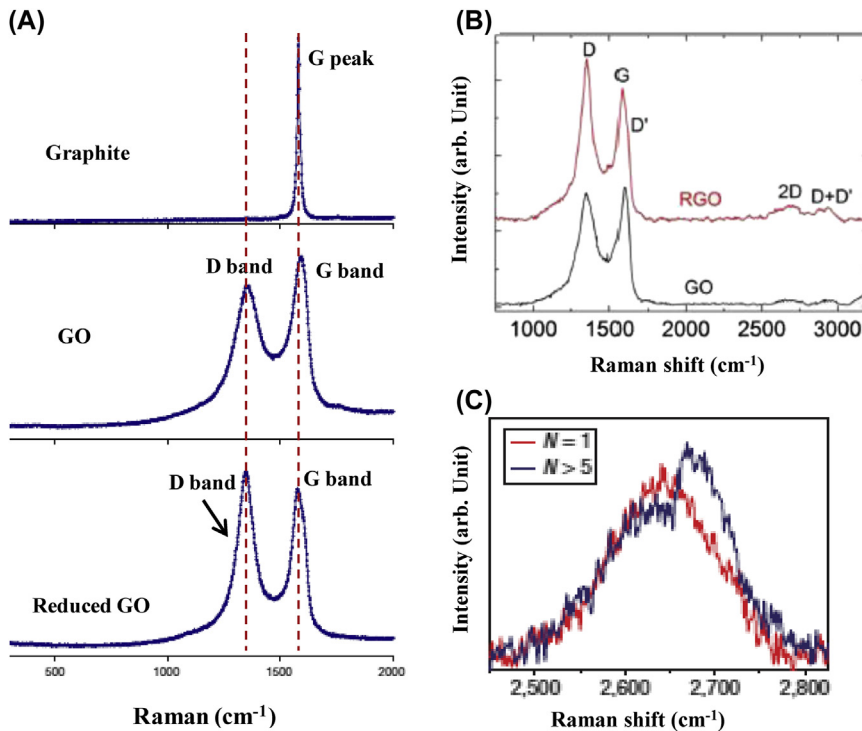 (A)
G peak
Graphite
D band
G band
GO
D band
G band
Reduced GO
500
1000
1500
2000
Raman (cm⁻¹)
(B)
Intensity (arb. Unit)
D
G
D'
2D
D+D'
RGO
GO
1000
1500
2000
2500
3000
Raman shift (cm⁻¹)
(C)
Intensity (arb. Unit)
N = 1
N > 5
2,500
2,600
2,700
2,800
Raman shift (cm⁻¹)